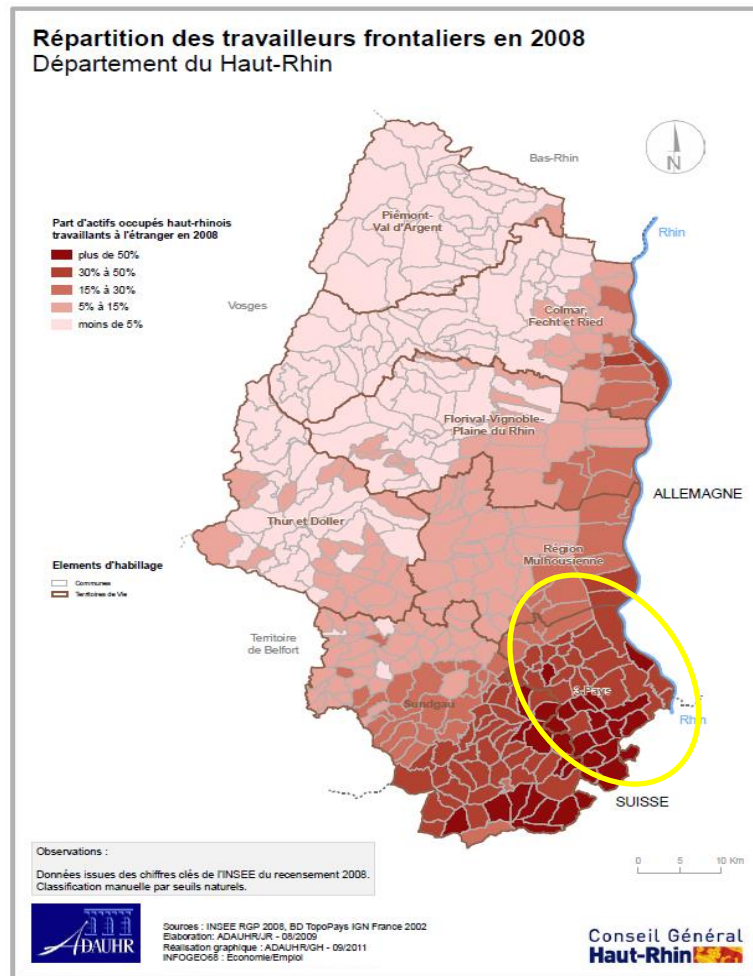 Répartition des travailleurs frontaliers en 2008
Département du Haut-Rhin
Bas-Rhin
N
Piémont-
Val d'Argent
Part d'actifs occupés haut-rhinois
travaillants à l'étranger en 2008
plus de 50%
30% à 50%
15% à 30%
5% à 15%
moins de 5%
Rhin
Vosges
Colmar,
Fecht et Ried
Florival-Vignoble-
Plaine du Rhin
ALLEMAGNE
Thur et Doller
Région
Mulhousienne
Elements d'habillage
Communes
Territoires de Vie
Territoire
de Belfort
3 Pays
Sundgau
Rhin
SUISSE
Observations :
Données issues des chiffres clés de l'INSEE du recensement 2008.
Classification manuelle par seuils naturels.
0 5 10 Km
ADAUHR
Sources : INSEE RGP 2008, BD TopoPays IGN France 2002
Elaboration: ADAUHR/JR - 08/2009
Réalisation graphique : ADAUHR/GH - 09/2011
INFOGEO68 : Economie/Emploi
Conseil Général
Haut-Rhin